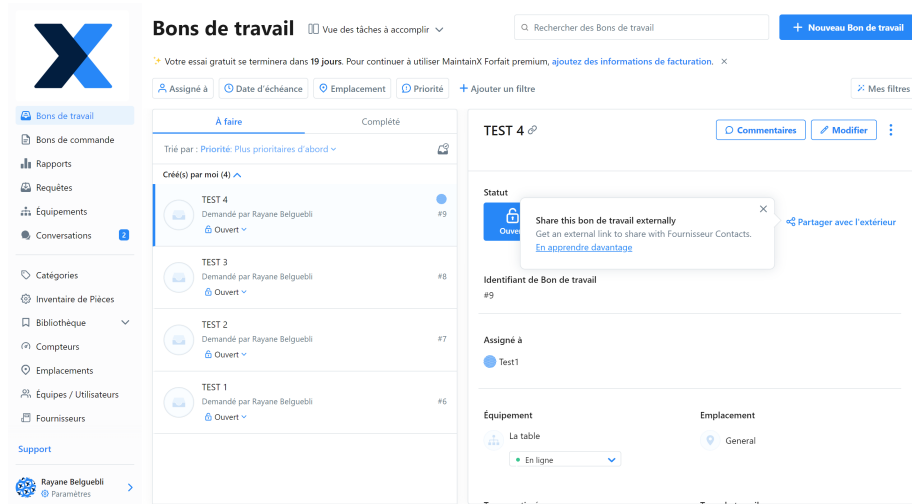 Bons de travail
Vue des tâches à accomplir
Rechercher des Bons de travail
+ Nouveau Bon de travail
Votre essai gratuit se terminera dans 19 jours. Pour continuer à utiliser MaintainX Forfait premium, ajoutez des informations de facturation. ×
Assigné à
Date d'échéance
Emplacement
Priorité
+ Ajouter un filtre
Mes filtres
Bons de travail
Bons de commande
Rapports
Requêtes
Équipements
Conversations 2
Catégories
Inventaire de Pièces
Bibliothèque
Compteurs
Emplacements
Équipes / Utilisateurs
Fournisseurs
Support
Rayane Belguebli
Paramètres
À faire
Complété
Trié par : Priorité: Plus prioritaires d'abord
Créé(s) par moi (4)
TEST 4
Demandé par Rayane Belguebli #9
Ouvert
TEST 3
Demandé par Rayane Belguebli #8
Ouvert
TEST 2
Demandé par Rayane Belguebli #7
Ouvert
TEST 1
Demandé par Rayane Belguebli #6
Ouvert
TEST 4
Commentaires
Modifier
Statut
Share this bon de travail externally
Get an external link to share with Fournisseur Contacts.
En apprendre davantage
Partager avec l'extérieur
Identifiant de Bon de travail
#9
Assigné à
Test1
Équipement
La table
En ligne
Emplacement
General